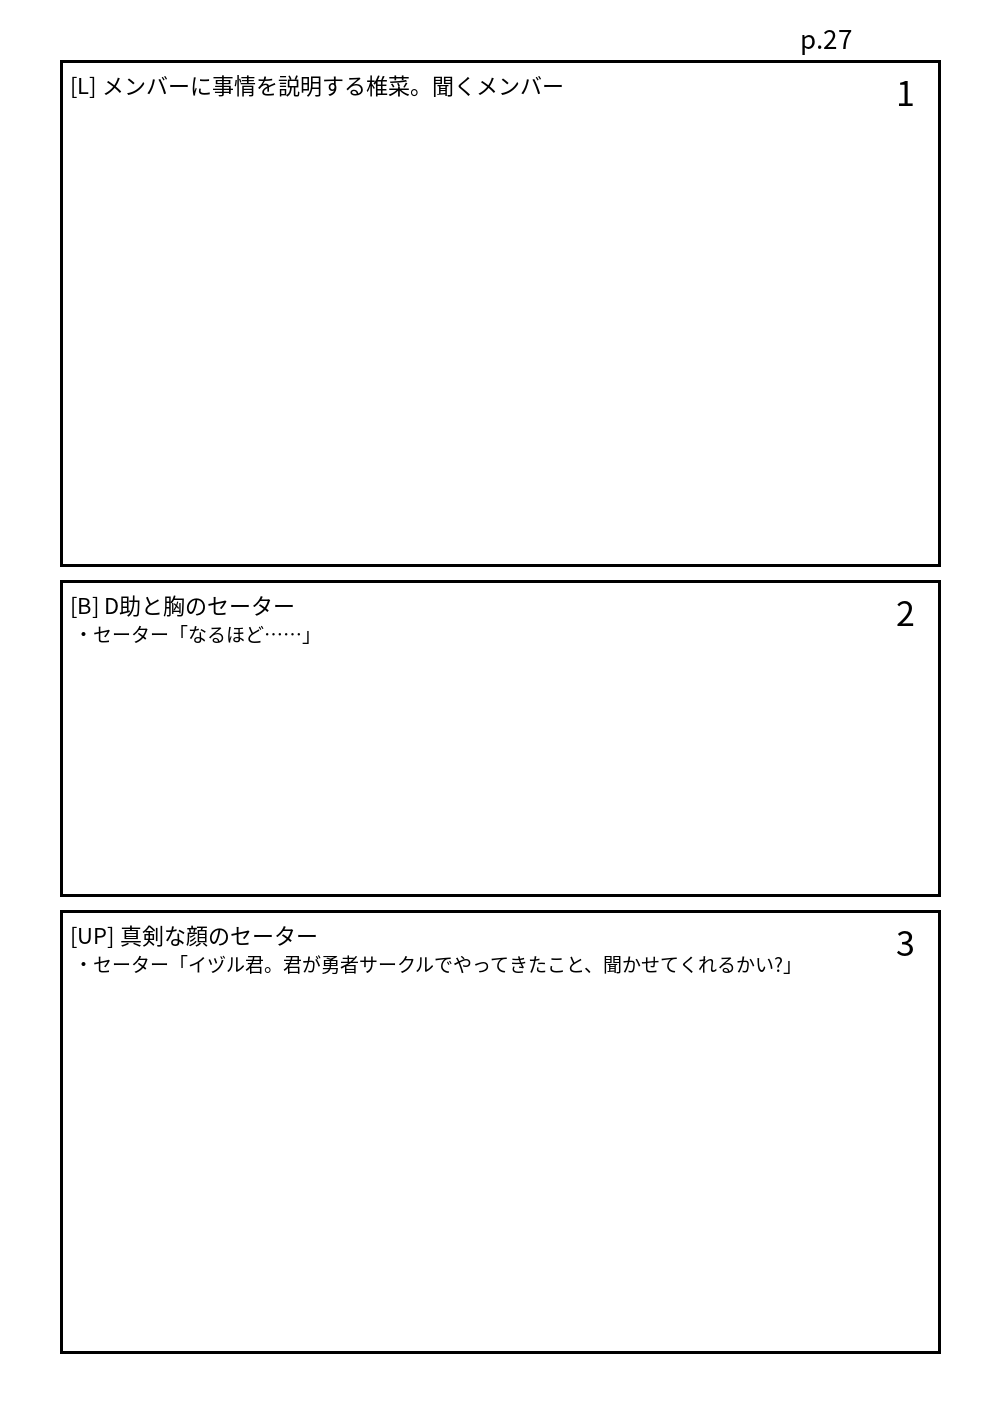 p.27
[L] メンバーに事情を説明する椎菜。聞くメンバー
1
[B] D助と胸のセーター
2
・セーター「なるほど……」
[UP] 真剣な顔のセーター
3
・セーター「イヅル君。君が勇者サークルでやってきたこと、聞かせてくれるかい?」